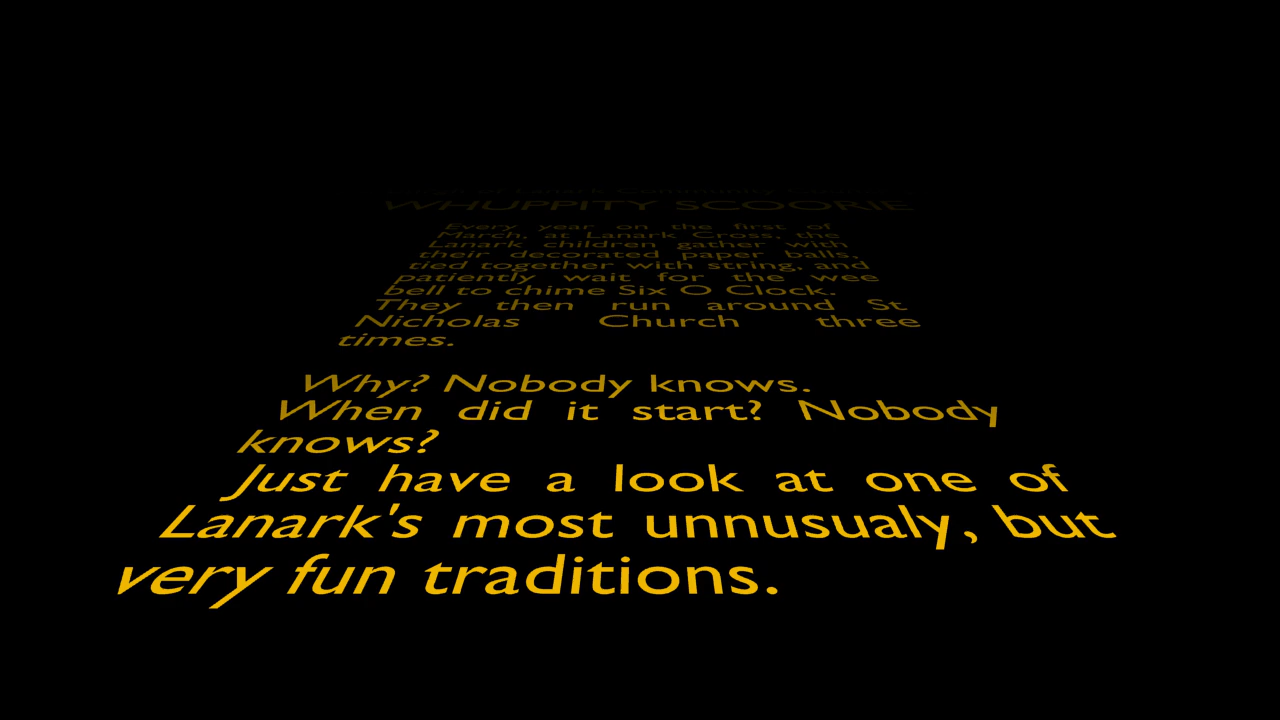 Lanark Community
WHUPPITY SCOORIE
Every year on the first of
March, at Lanark Cross, the
Lanark children gather with
their decorated paper balls,
tied together with string, and
patiently wait for the wee
bell to chime Six O Clock.
They then run around St
Nicholas Church three
times.
Why? Nobody knows.
When did it start? Nobody
knows?
Just have a look at one of
Lanark's most unnusualy, but
very fun traditions.